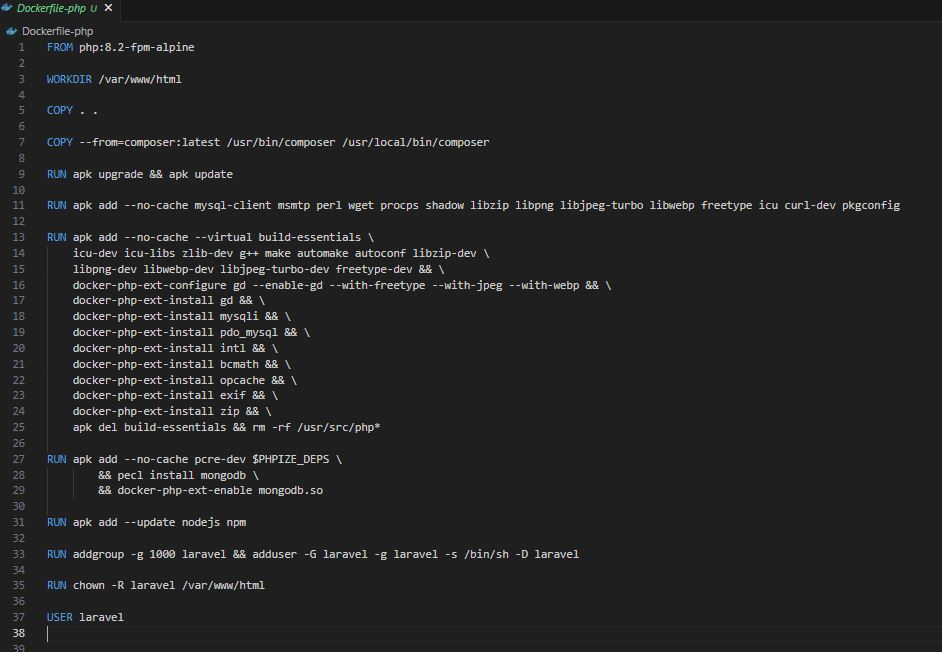 Dockerfile-php U ✕
Dockerfile-php
1 FROM php:8.2-fpm-alpine
2
3 WORKDIR /var/www/html
4
5 COPY . .
6
7 COPY --from=composer:latest /usr/bin/composer /usr/local/bin/composer
8
9 RUN apk upgrade && apk update
10
11 RUN apk add --no-cache mysql-client msmtp perl wget procps shadow libzip libpng libjpeg-turbo libwebp freetype icu curl-dev pkgconfig
12
13 RUN apk add --no-cache --virtual build-essentials \
14 icu-dev icu-libs zlib-dev g++ make automake autoconf libzip-dev \
15 libpng-dev libwebp-dev libjpeg-turbo-dev freetype-dev && \
16 docker-php-ext-configure gd --enable-gd --with-freetype --with-jpeg --with-webp && \
17 docker-php-ext-install gd && \
18 docker-php-ext-install mysqli && \
19 docker-php-ext-install pdo_mysql && \
20 docker-php-ext-install intl && \
21 docker-php-ext-install bcmath && \
22 docker-php-ext-install opcache && \
23 docker-php-ext-install exif && \
24 docker-php-ext-install zip && \
25 apk del build-essentials && rm -rf /usr/src/php*
26
27 RUN apk add --no-cache pcre-dev $PHPIZE_DEPS \
28 && pecl install mongodb \
29 && docker-php-ext-enable mongodb.so
30
31 RUN apk add --update nodejs npm
32
33 RUN addgroup -g 1000 laravel && adduser -G laravel -g laravel -s /bin/sh -D laravel
34
35 RUN chown -R laravel /var/www/html
36
37 USER laravel
38
39